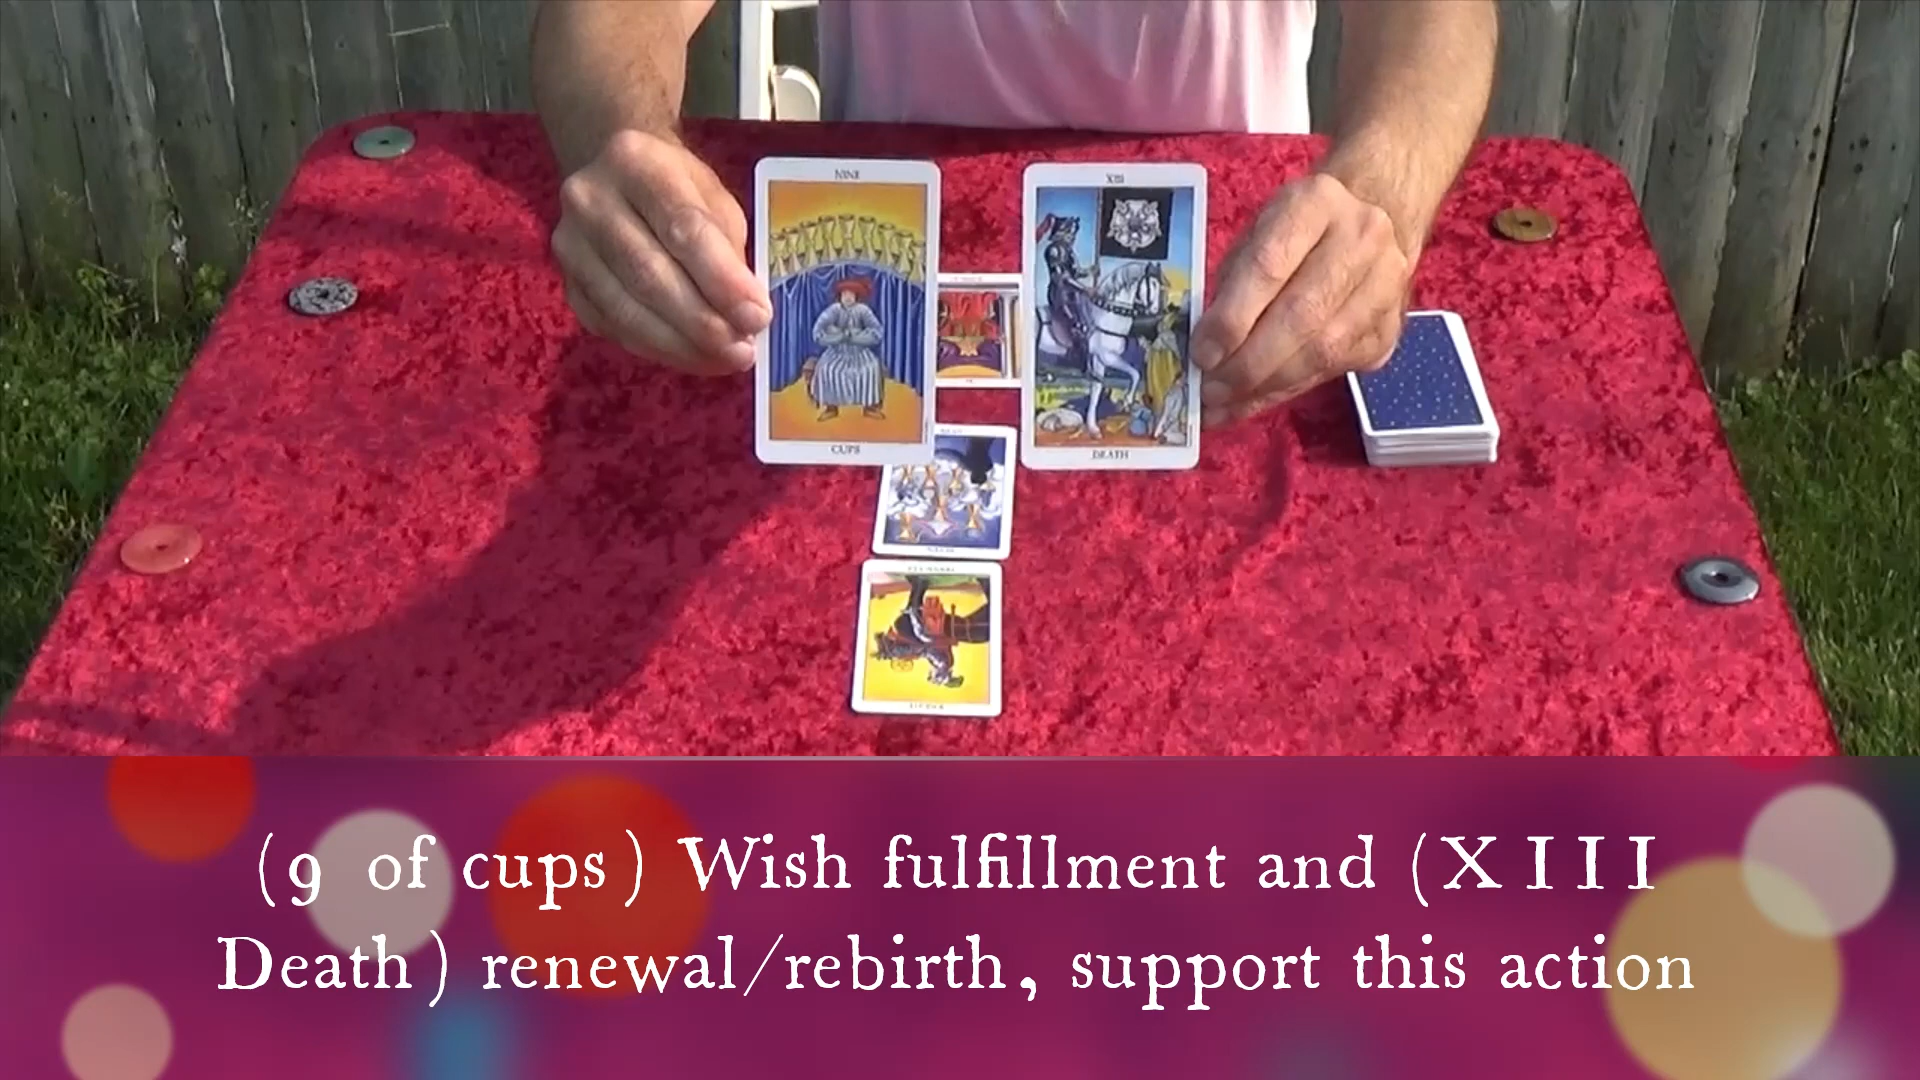 NINE
CUPS
XIII
DEATH
(9 of cups) Wish fulfillment and (XIII
Death) renewal/rebirth, support this action